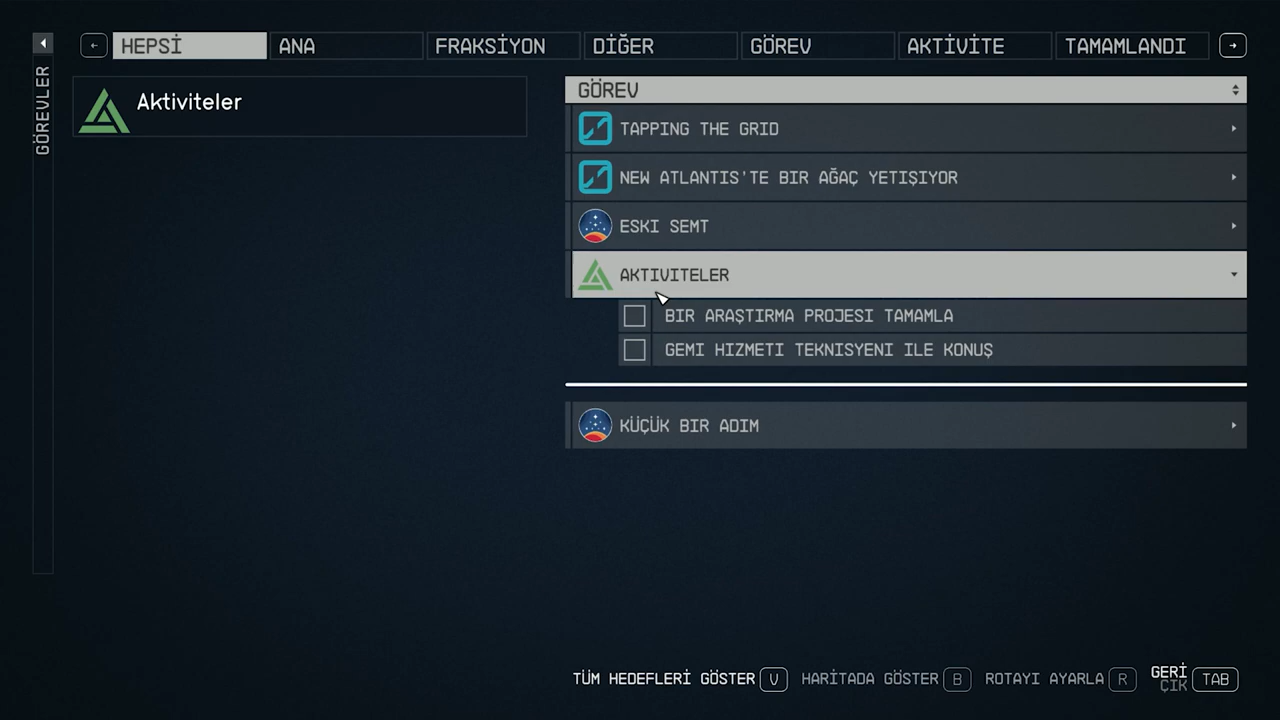 GÖREVLER
HEPSİ
ANA
FRAKSİYON
DİĞER
GÖREV
AKTİVİTE
TAMAMLANDI
Aktiviteler
GÖREV
TAPPING THE GRID
NEW ATLANTIS'TE BIR AĞAÇ YETIŞIYOR
ESKI SEMT
AKTIVITELER
BIR ARAŞTIRMA PROJESI TAMAMLA
GEMI HIZMETI TEKNISYENI ILE KONUŞ
KÜÇÜK BIR ADIM
TÜM HEDEFLERİ GÖSTER V
HARİTADA GÖSTER B
ROTAYI AYARLA R
GERİ
ÇIK
TAB